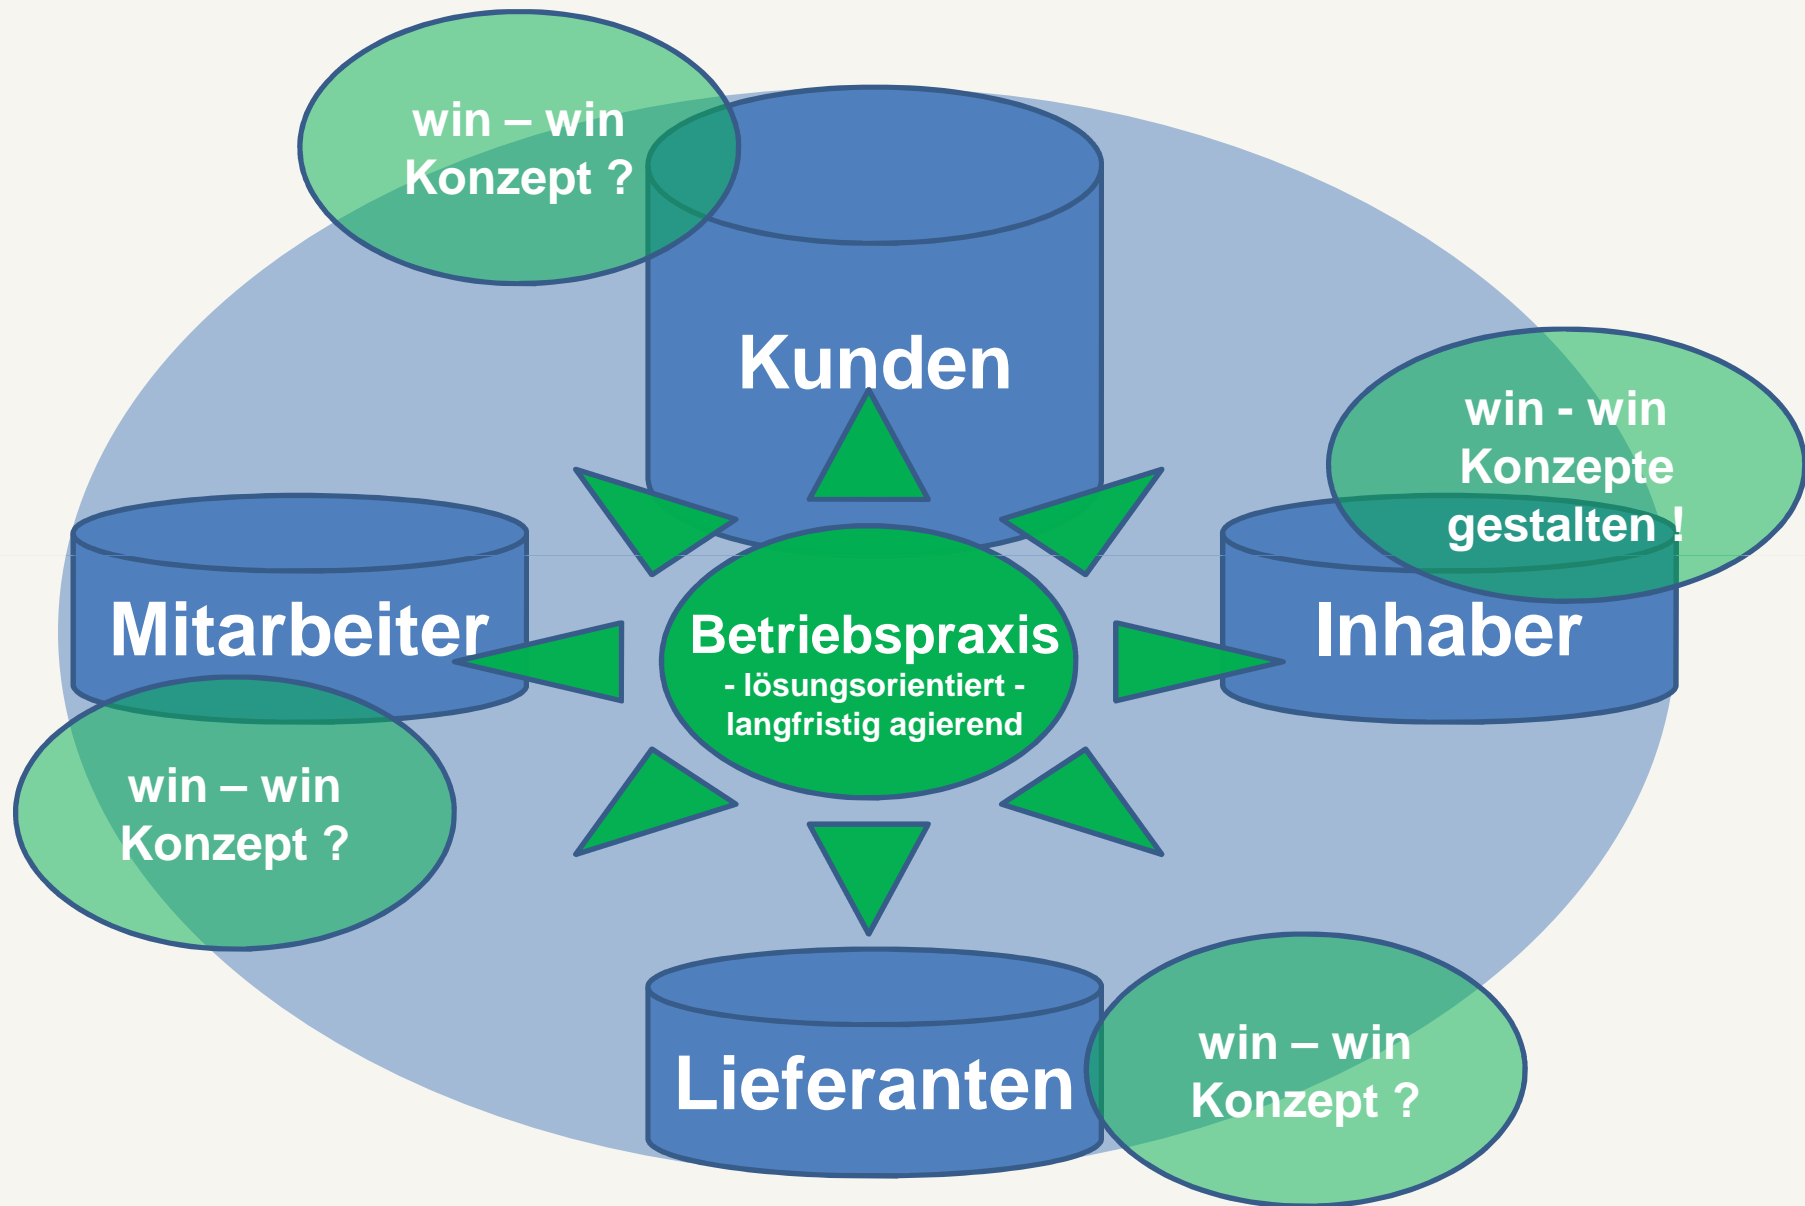 win – win
Konzept ?
Kunden
win - win
Konzepte
gestalten !
Mitarbeiter
Inhaber
Betriebspraxis
- lösungsorientiert -
langfristig agierend
win – win
Konzept ?
Lieferanten
win – win
Konzept ?